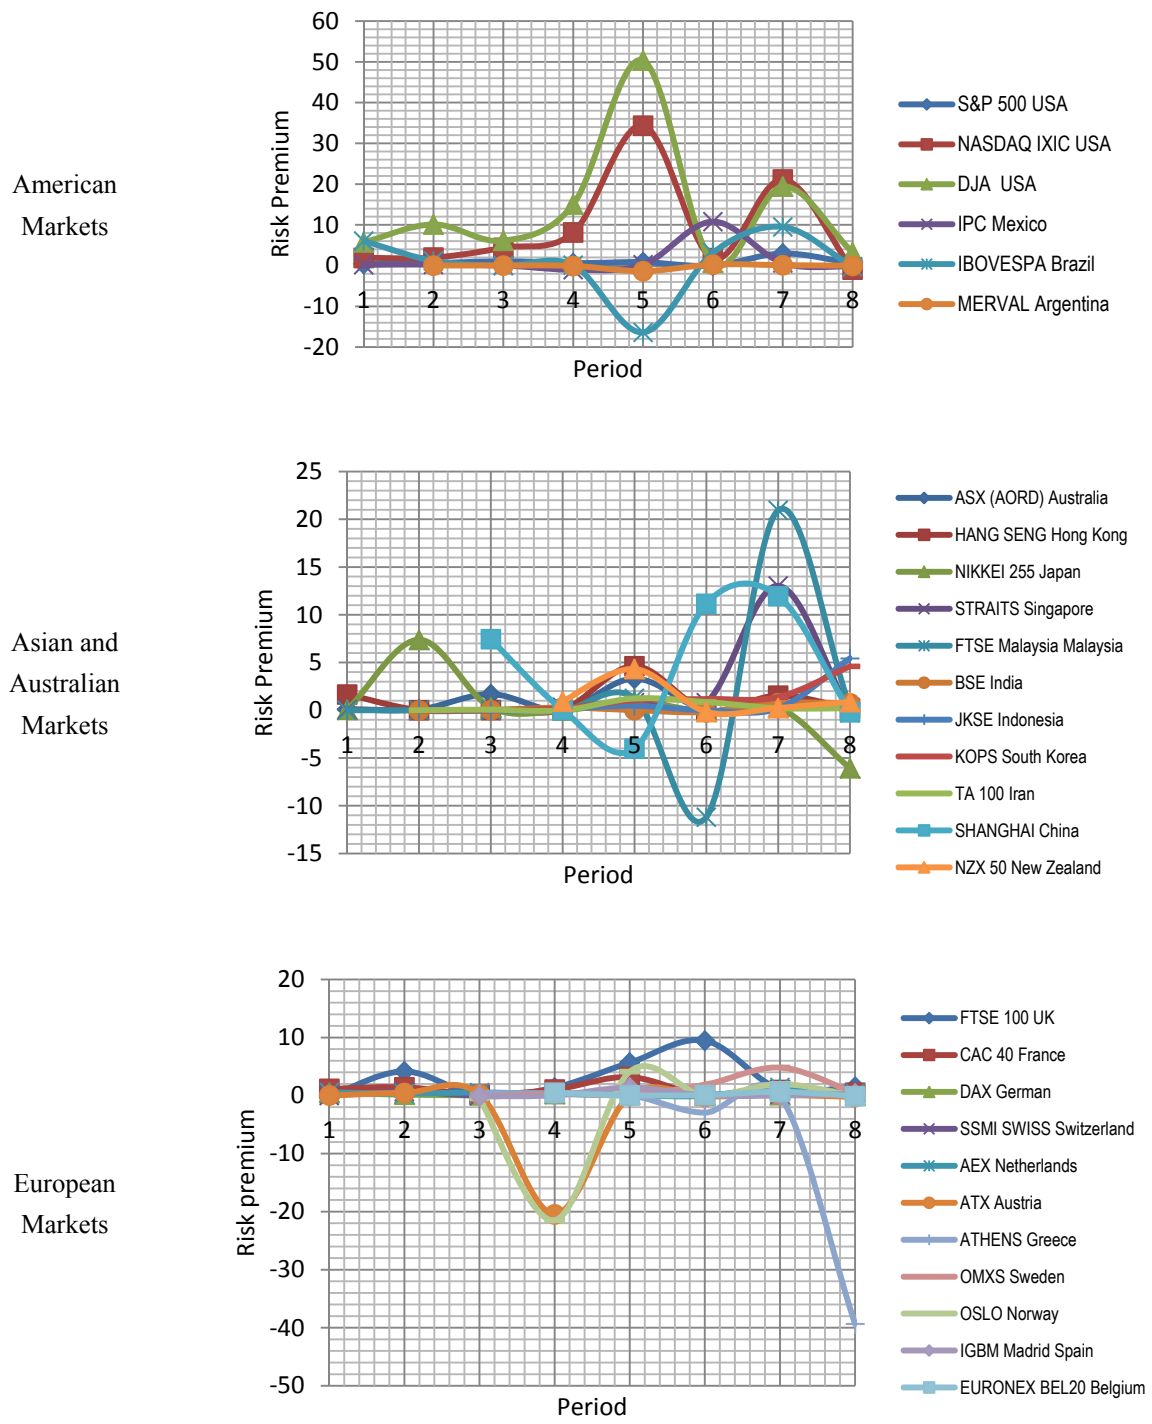 American
Markets
60
50
40
30
20
10
0
-10
-20
Risk Premium
1 2 3 4 5 6 7 8
Period
S&P 500 USA
NASDAQ IXIC USA
DJA USA
IPC Mexico
IBOVESPA Brazil
MERVAL Argentina
Asian and
Australian
Markets
25
20
15
10
5
0
-5
-10
-15
Risk Premium
1 2 3 4 5 6 7 8
Period
ASX (AORD) Australia
HANG SENG Hong Kong
NIKKEI 255 Japan
STRAITS Singapore
FTSE Malaysia Malaysia
BSE India
JKSE Indonesia
KOPS South Korea
TA 100 Iran
SHANGHAI China
NZX 50 New Zealand
European
Markets
20
10
0
-10
-20
-30
-40
-50
Risk premium
1 2 3 4 5 6 7 8
Period
FTSE 100 UK
CAC 40 France
DAX German
SSMI SWISS Switzerland
AEX Netherlands
ATX Austria
ATHENS Greece
OMXS Sweden
OSLO Norway
IGBM Madrid Spain
EURONEX BEL20 Belgium